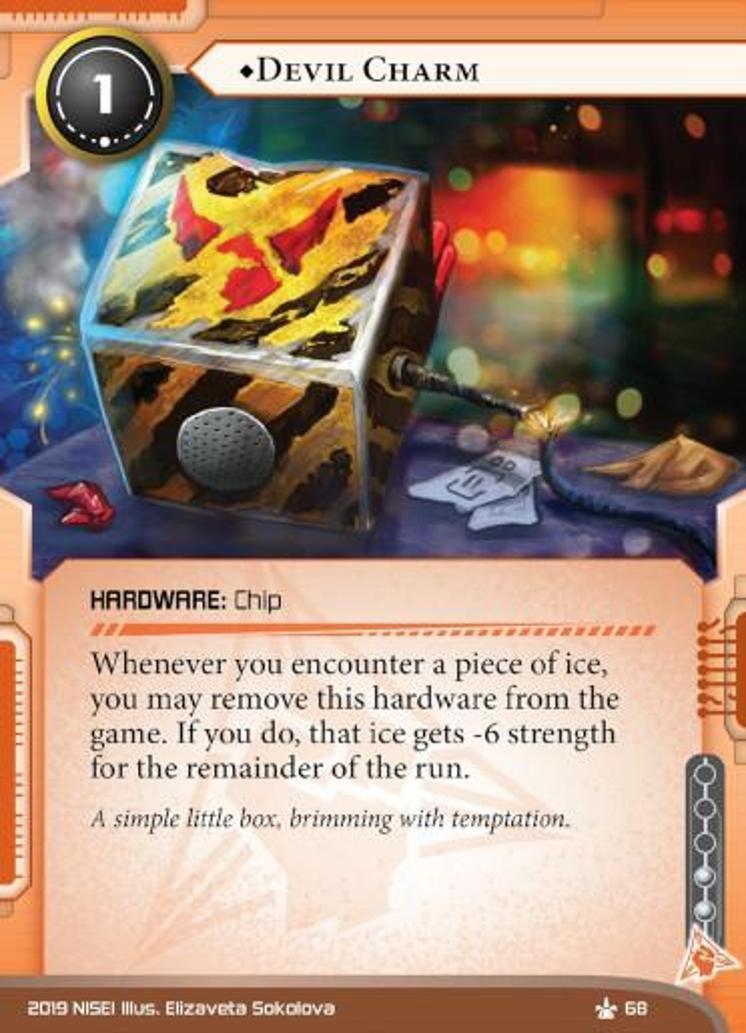 1
◆DEVIL CHARM
HARDWARE: Chip
Whenever you encounter a piece of ice,
you may remove this hardware from the
game. If you do, that ice gets -6 strength
for the remainder of the run.
A simple little box, brimming with temptation.
2019 NISEI Illus. Elizaveta Sokolova
68